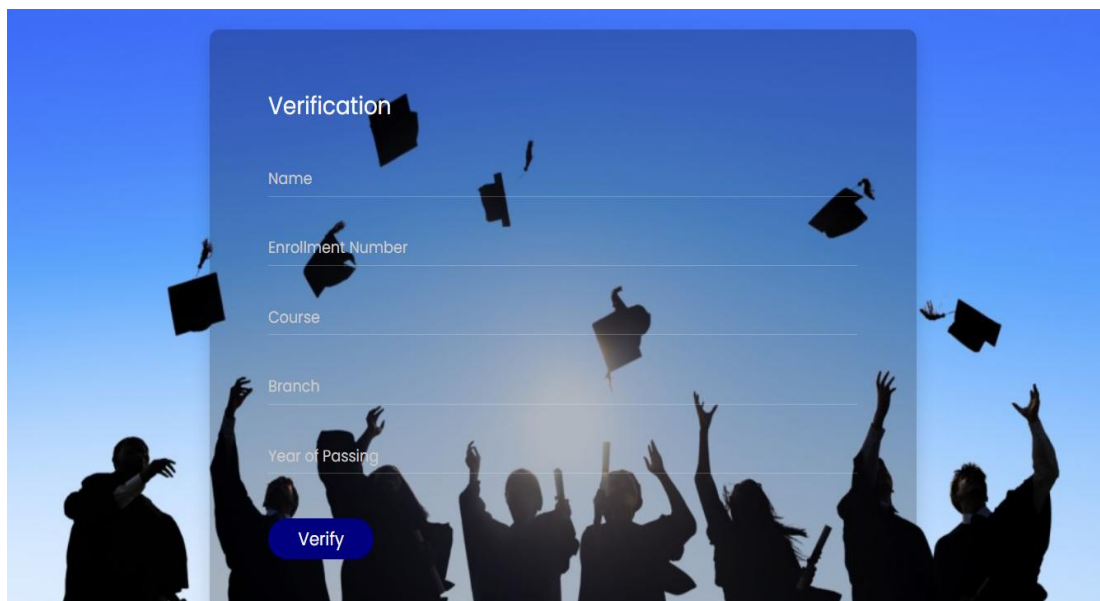 Verification
Name
Enrollment Number
Course
Branch
Year of Passing
Verify